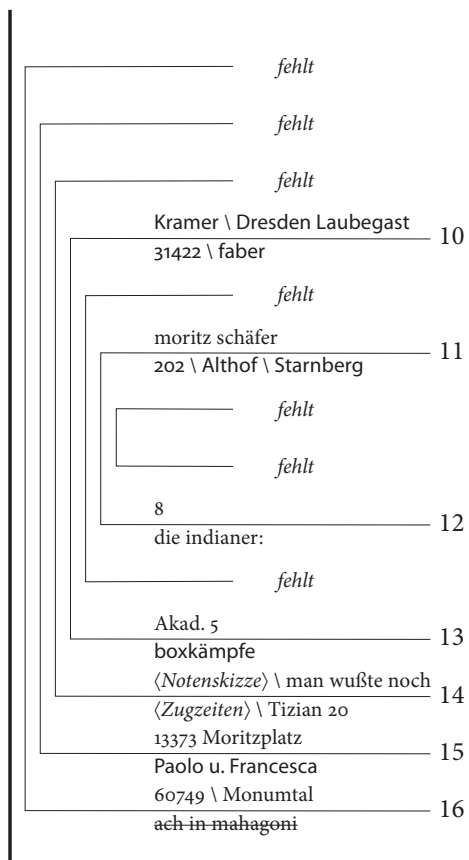 fehlt
fehlt
fehlt
Kramer \ Dresden Laubegast
10
31422 \ faber
fehlt
moritz schäfer
11
202 \ Althof \ Starnberg
fehlt
fehlt
8
12
die indianer:
fehlt
Akad. 5
13
boxkämpfe
⟨Notenskizze⟩ \ man wußte noch
14
⟨Zugzeiten⟩ \ Tizian 20
13373 Moritzplatz
15
Paolo u. Francesca
60749 \ Monumtal
16
ach in mahagoni